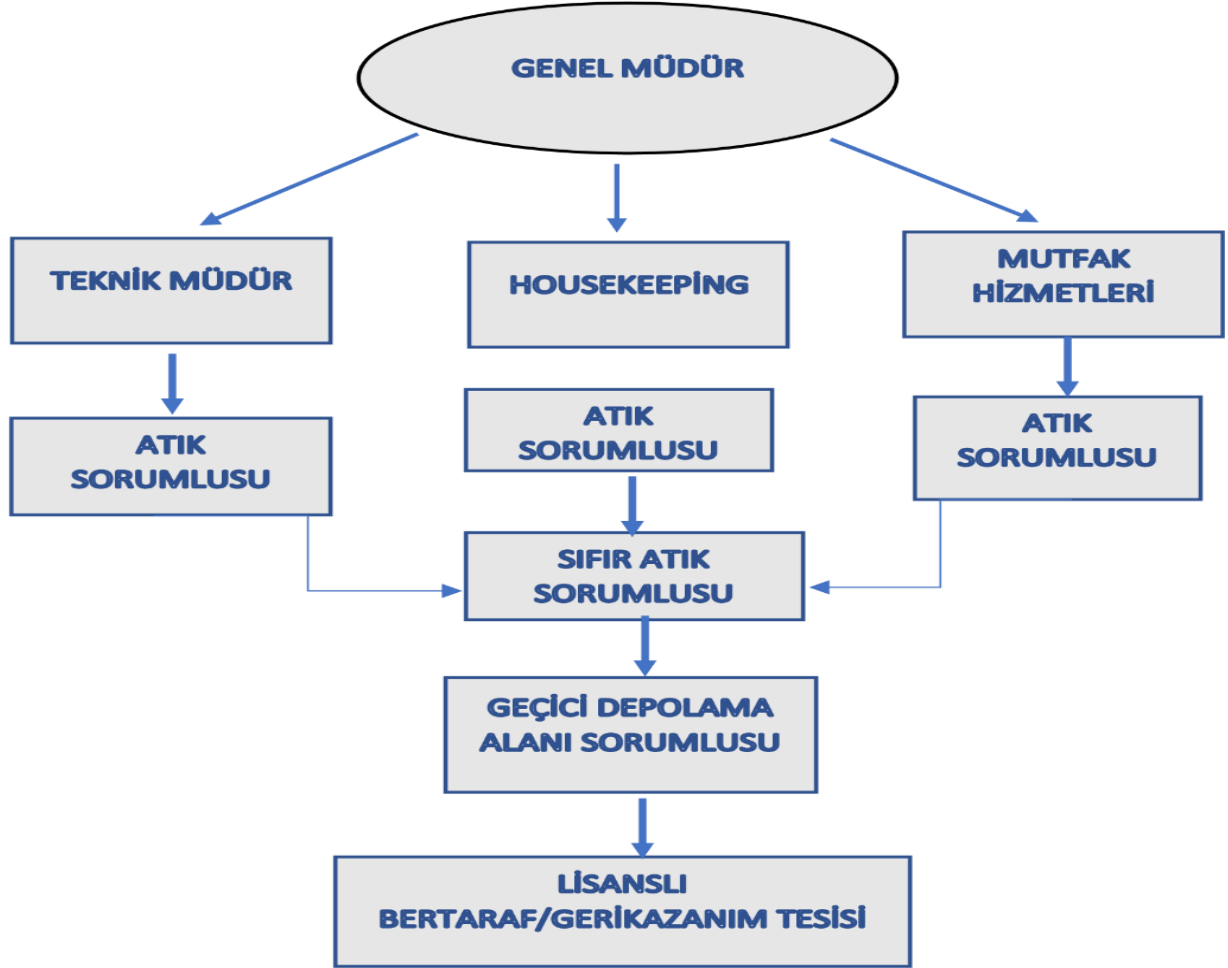 GENEL MÜDÜR
TEKNİK MÜDÜR
HOUSEKEEPİNG
MUTFAK
HİZMETLERİ
ATIK
SORUMLUSU
ATIK
SORUMLUSU
ATIK
SORUMLUSU
SIFIR ATIK
SORUMLUSU
GEÇİCİ DEPOLAMA
ALANI SORUMLUSU
LİSANSLI
BERTARAF/GERİKAZANIM TESİSİ